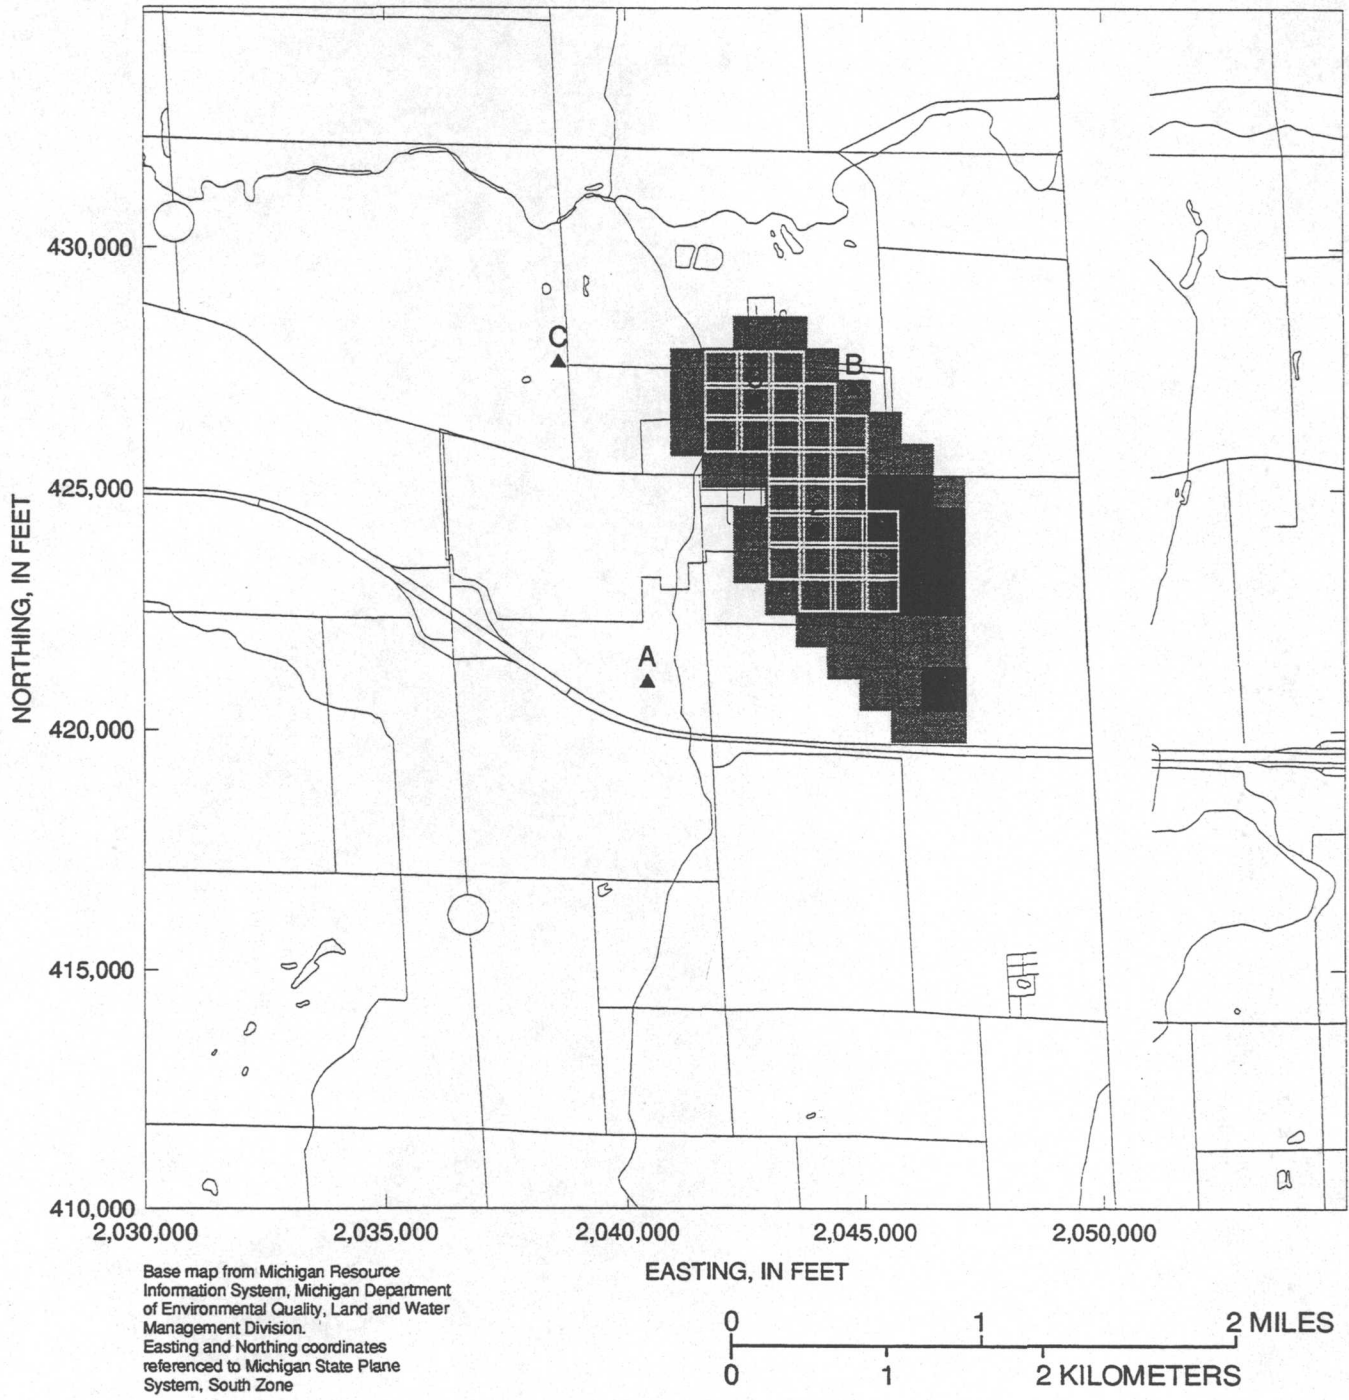 430,000
C
B
425,000
NORTHING, IN FEET
A
420,000
415,000
410,000
2,030,000 2,035,000 2,040,000 2,045,000 2,050,000
EASTING, IN FEET
Base map from Michigan Resource
Information System, Michigan Department
of Environmental Quality, Land and Water
Management Division.
Easting and Northing coordinates
referenced to Michigan State Plane
System, South Zone
0 1 2 MILES
0 1 2 KILOMETERS